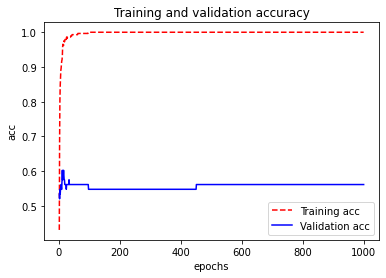 Training and validation accuracy
acc
1.0
0.9
0.8
0.7
0.6
0.5
0 200 400 600 800 1000
epochs
Training acc
Validation acc